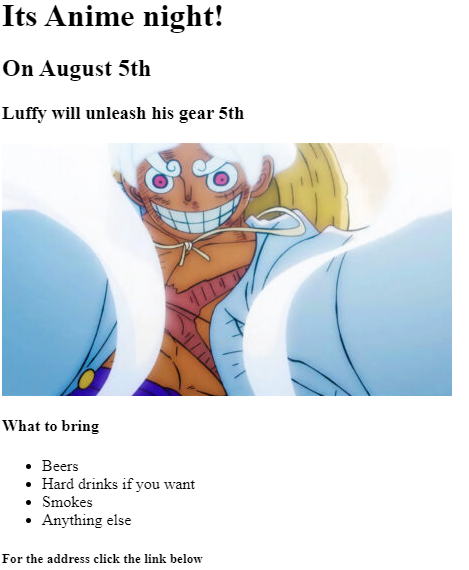 Its Anime night!
On August 5th
Luffy will unleash his gear 5th
What to bring
Beers
Hard drinks if you want
Smokes
Anything else
For the address click the link below